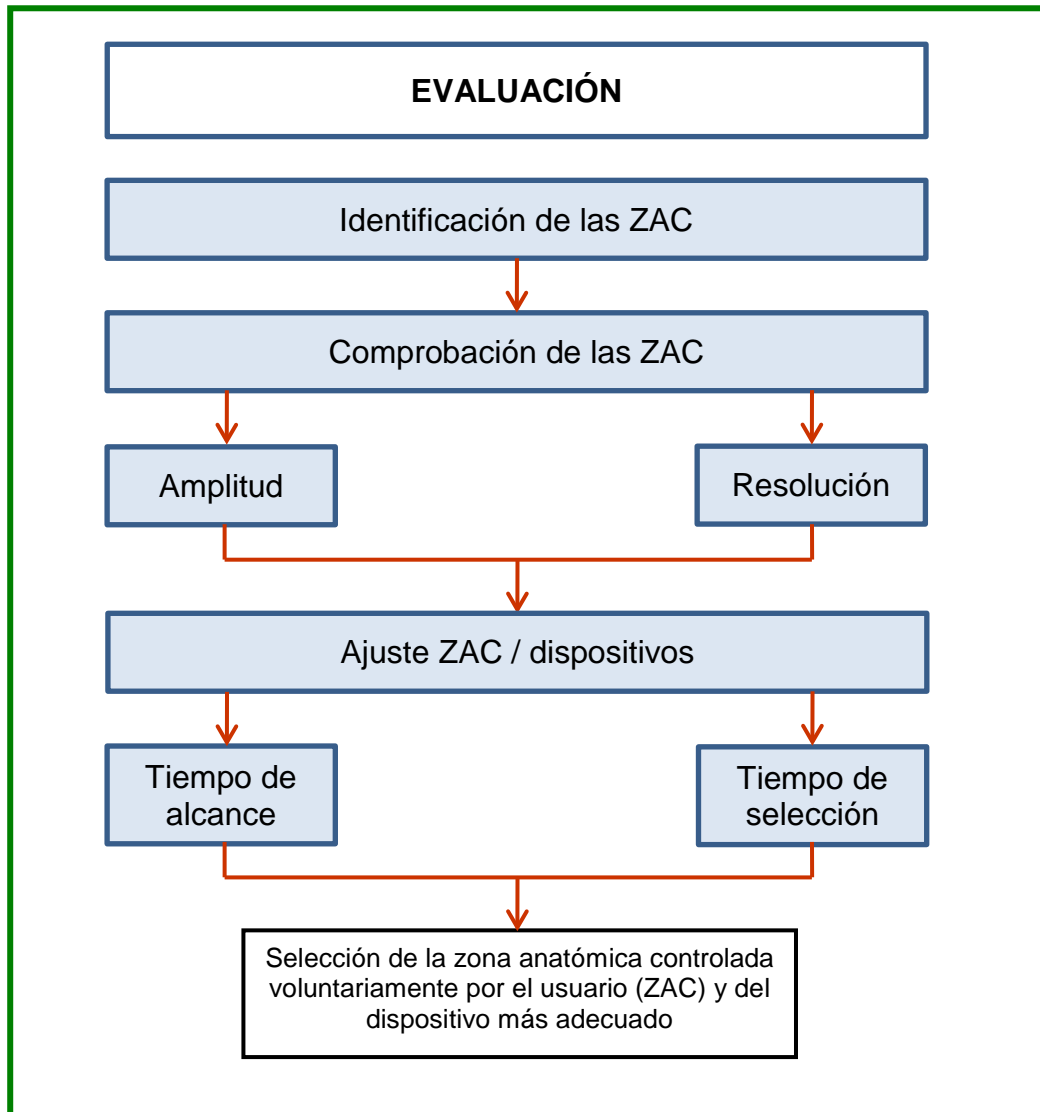 EVALUACIÓN
Identificación de las ZAC
Comprobación de las ZAC
Amplitud
Resolución
Ajuste ZAC / dispositivos
Tiempo de
alcance
Tiempo de
selección
Selección de la zona anatómica controlada
voluntariamente por el usuario (ZAC) y del
dispositivo más adecuado